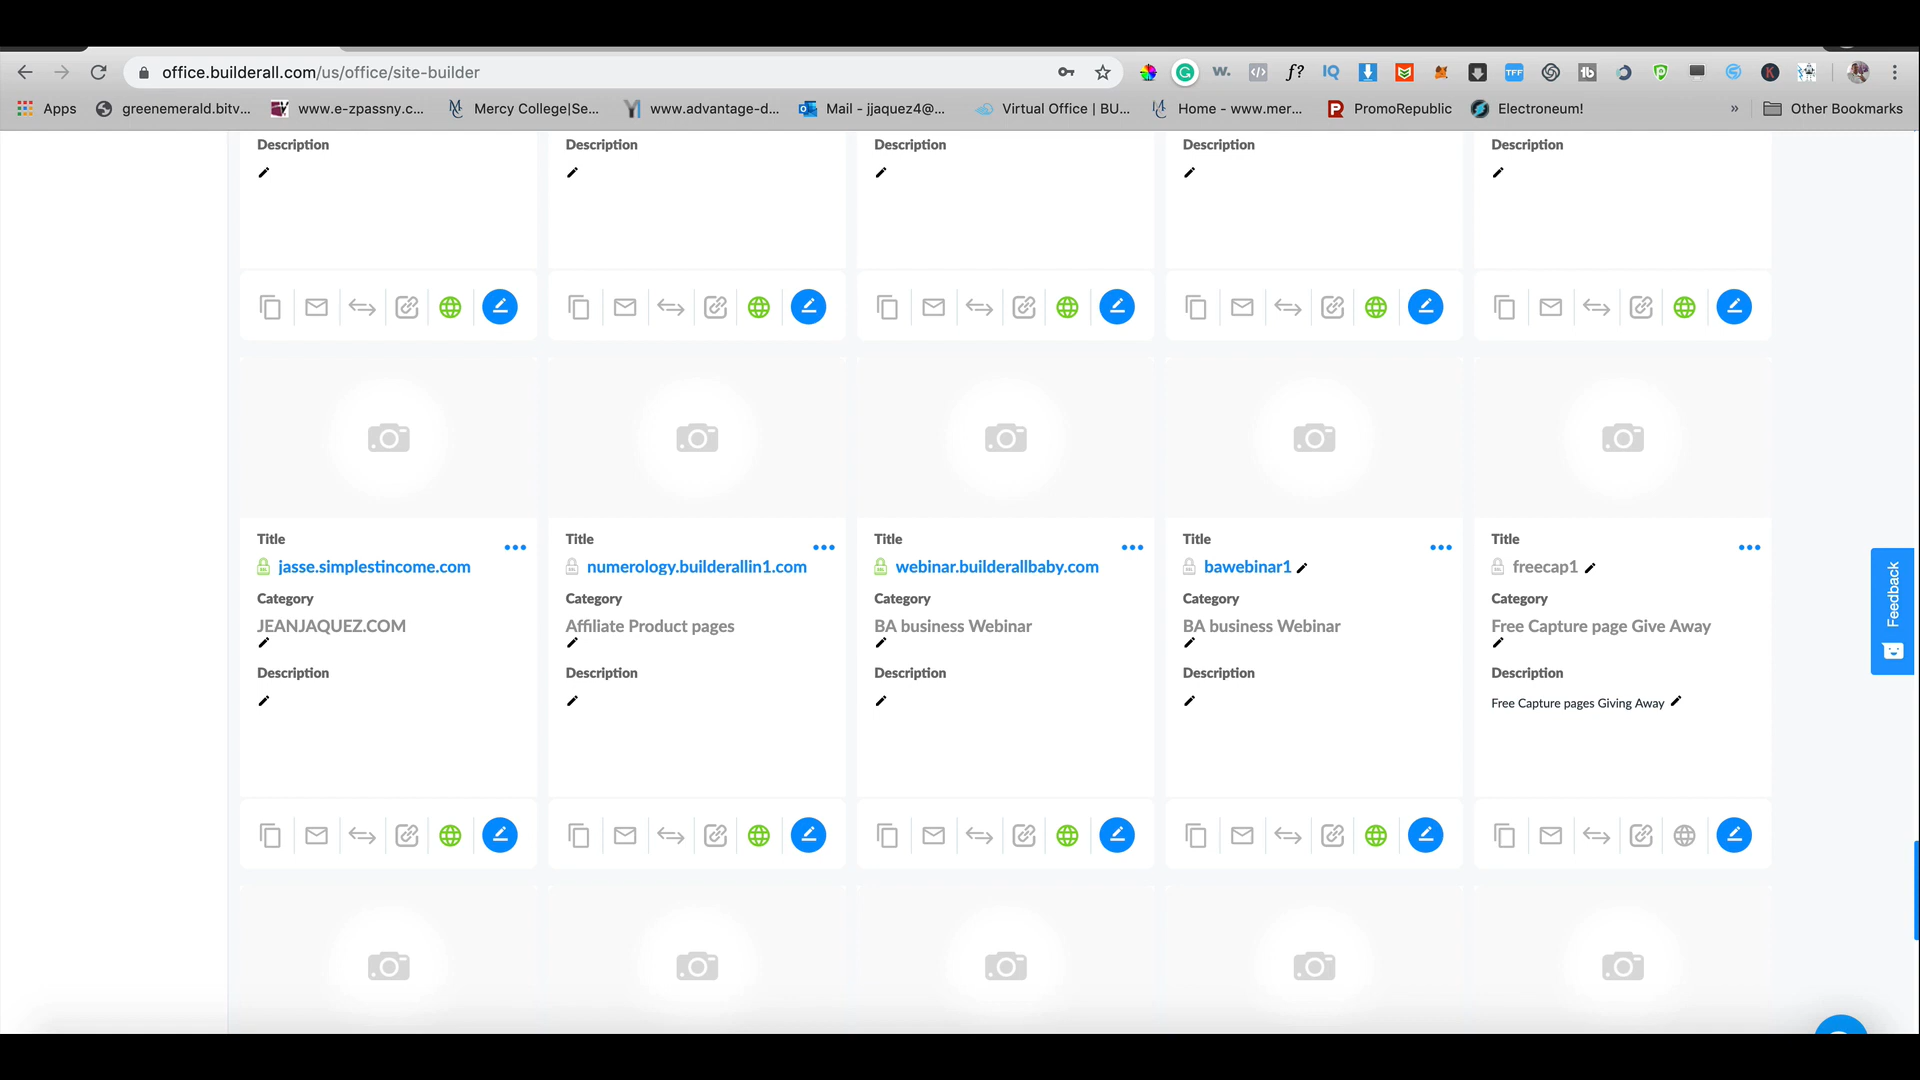 office.builderall.com/us/office/site-builder
Apps greenemerald.bitv... www.e-zpassny.c... Mercy College|Se... www.advantage-d... Mail - jjaquez4@... Virtual Office | BU... Home - www.mer... PromoRepublic Electroneum! » Other Bookmarks
Description Description Description Description Description
Title Title Title Title Title
jasse.simplestincome.com numerology.builderallin1.com webinar.builderallbaby.com bawebinar1 freecap1
Category Category Category Category Category
JEANJAQUEZ.COM Affiliate Product pages BA business Webinar BA business Webinar Free Capture page Give Away
Description Description Description Description Description
Free Capture pages Giving Away
Feedback